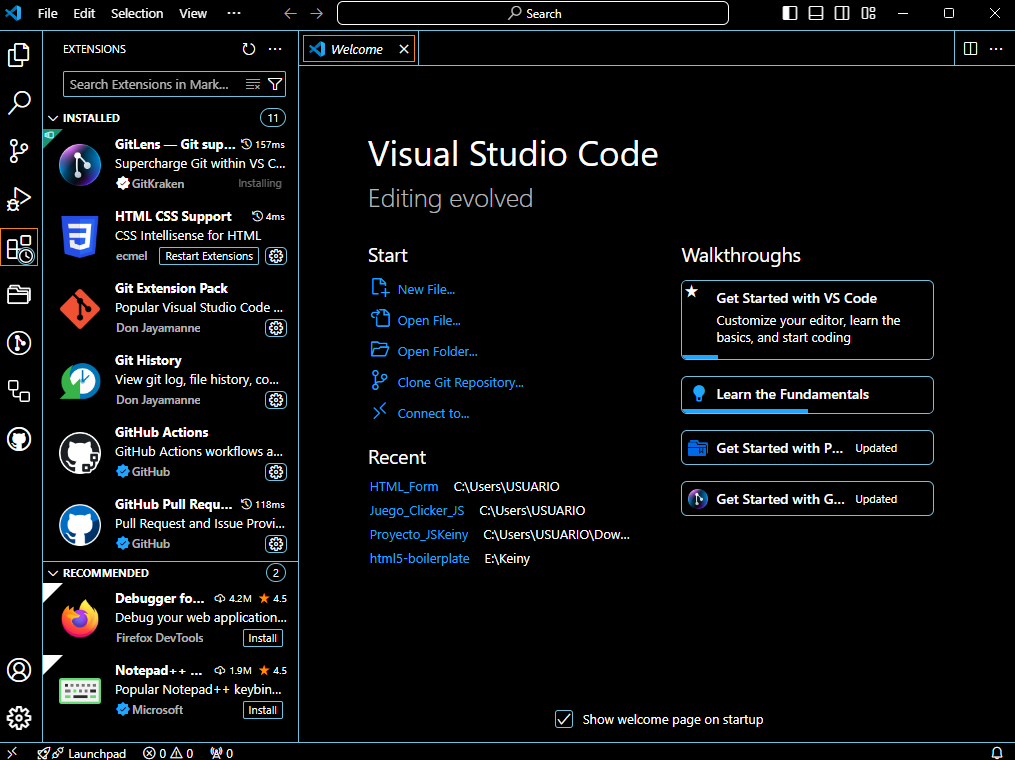 File Edit Selection View ··· Search
EXTENSIONS
Welcome
Search Extensions in Mark...
INSTALLED 11
GitLens — Git sup... 157ms
Supercharge Git within VS C...
GitKraken Installing
HTML CSS Support 4ms
CSS Intellisense for HTML
ecmel Restart Extensions
Git Extension Pack
Popular Visual Studio Code ...
Don Jayamanne
Git History
View git log, file history, co...
Don Jayamanne
GitHub Actions
GitHub Actions workflows a...
GitHub
GitHub Pull Requ... 118ms
Pull Request and Issue Provi...
GitHub
RECOMMENDED 2
Debugger fo... 4.2M 4.5
Debug your web application...
Firefox DevTools Install
Notepad++ ... 1.9M 4.5
Popular Notepad++ keybin...
Microsoft Install
Visual Studio Code
Editing evolved
Start
New File...
Open File...
Open Folder...
Clone Git Repository...
Connect to...
Recent
HTML_Form C:\Users\USUARIO
Juego_Clicker_JS C:\Users\USUARIO
Proyecto_JSKeiny C:\Users\USUARIO\Dow...
html5-boilerplate E:\Keiny
Walkthroughs
Get Started with VS Code
Customize your editor, learn the
basics, and start coding
Learn the Fundamentals
Get Started with P... Updated
Get Started with G... Updated
Show welcome page on startup
Launchpad 0 0 0